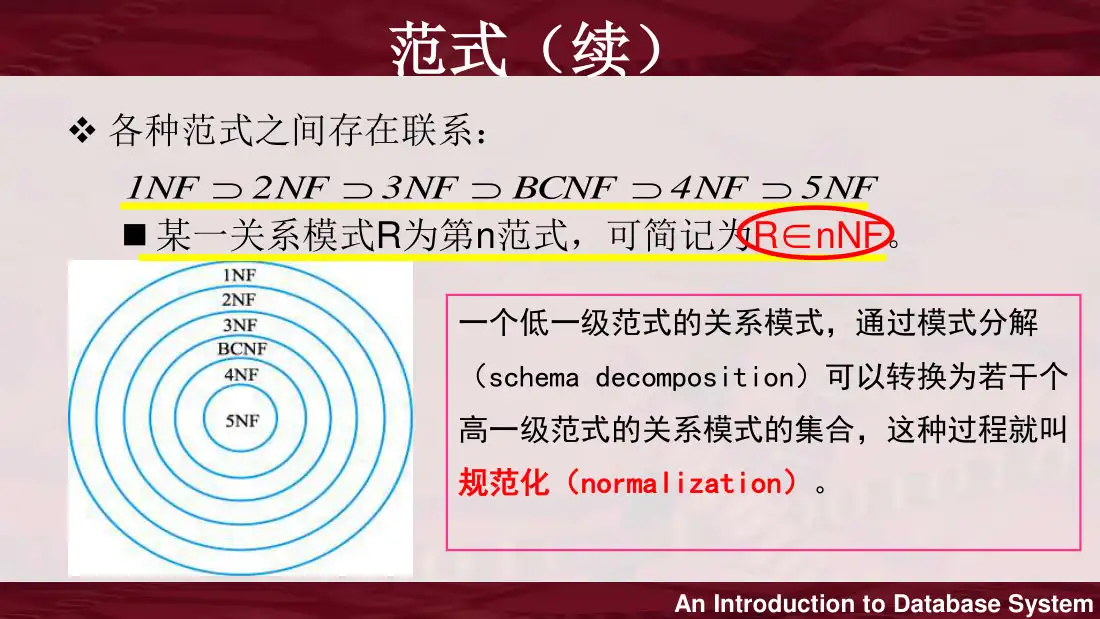 范式（续）
❖ 各种范式之间存在联系：
1NF ⊃ 2NF ⊃ 3NF ⊃ BCNF ⊃ 4NF ⊃ 5NF
■ 某一关系模式R为第n范式，可简记为R∈nNF。
1NF
2NF
3NF
BCNF
4NF
5NF
一个低一级范式的关系模式，通过模式分解
（schema decomposition）可以转换为若干个
高一级范式的关系模式的集合，这种过程就叫
规范化（normalization）。
An Introduction to Database System